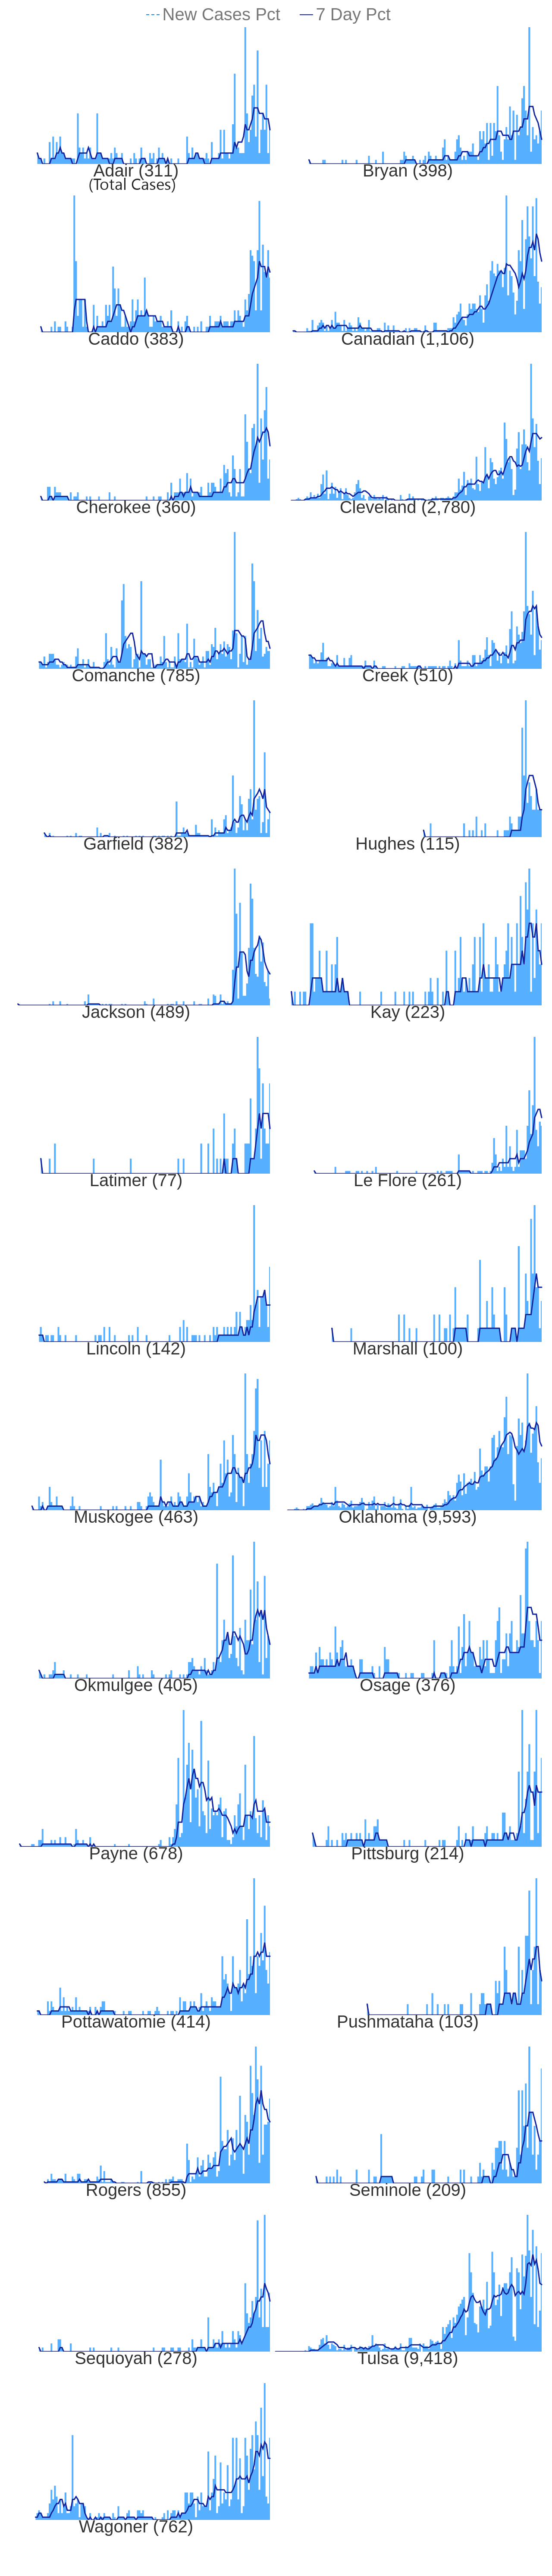 New Cases Pct 7 Day Pct
Adair (311) Bryan (398)
(Total Cases)
Caddo (383) Canadian (1,106)
Cherokee (360) Cleveland (2,780)
Comanche (785) Creek (510)
Garfield (382) Hughes (115)
Jackson (489) Kay (223)
Latimer (77) Le Flore (261)
Lincoln (142) Marshall (100)
Muskogee (463) Oklahoma (9,593)
Okmulgee (405) Osage (376)
Payne (678) Pittsburg (214)
Pottawatomie (414) Pushmataha (103)
Rogers (855) Seminole (209)
Sequoyah (278) Tulsa (9,418)
Wagoner (762)